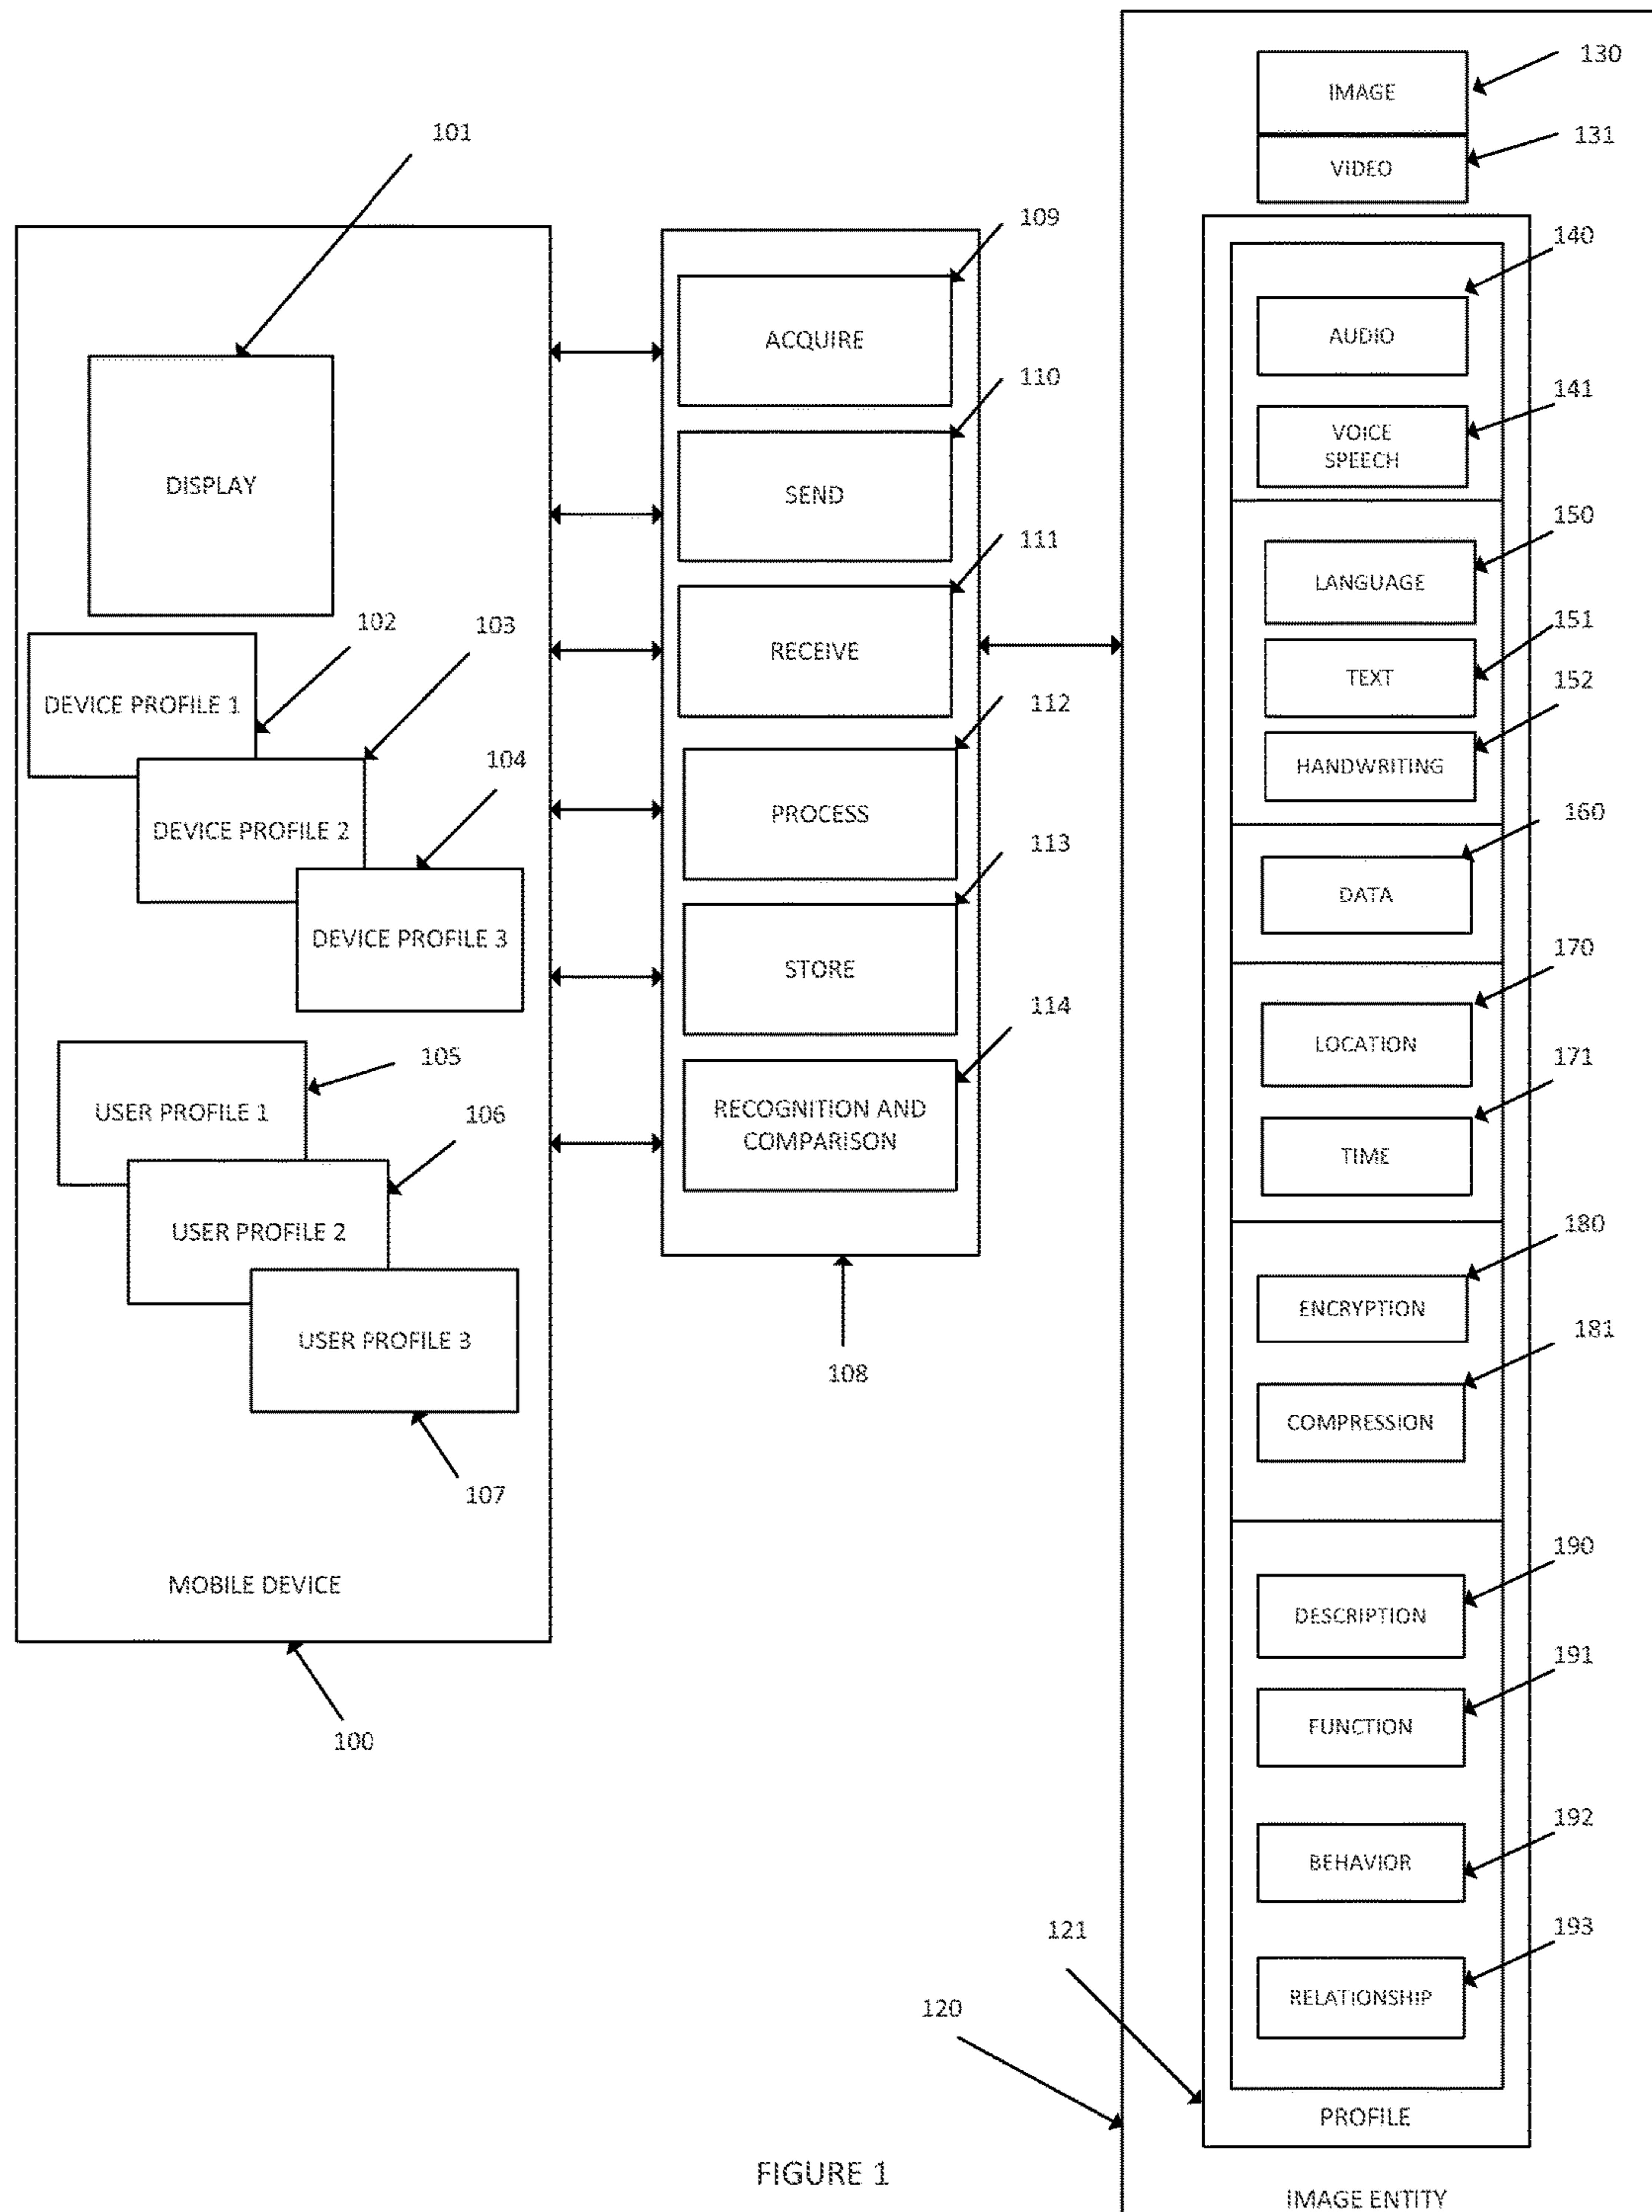 101
DISPLAY
102
103
DEVICE PROFILE 1
104
DEVICE PROFILE 2
DEVICE PROFILE 3
105
USER PROFILE 1
106
USER PROFILE 2
USER PROFILE 3
107
MOBILE DEVICE
100
109
ACQUIRE
110
SEND
111
RECEIVE
112
PROCESS
113
STORE
114
RECOGNITION AND
COMPARISON
108
130
IMAGE
131
VIDEO
140
AUDIO
141
VOICE
SPEECH
150
LANGUAGE
151
TEXT
152
HANDWRITING
160
DATA
170
LOCATION
171
TIME
180
ENCRYPTION
181
COMPRESSION
190
DESCRIPTION
191
FUNCTION
192
BEHAVIOR
193
RELATIONSHIP
121
120
PROFILE
IMAGE ENTITY
FIGURE 1